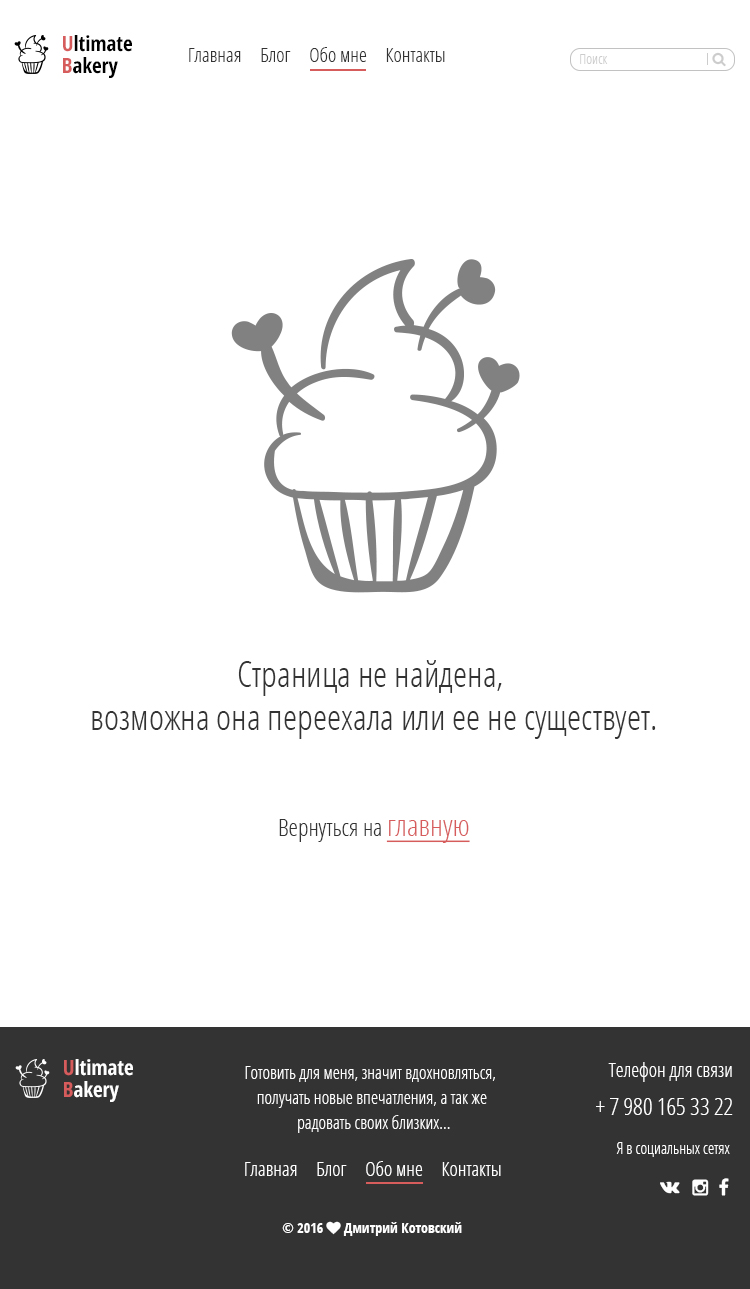 Ultimate
Bakery
Главная Блог Обо мне Контакты
Поиск
Страница не найдена,
возможна она переехала или ее не существует.
Вернуться на главную
Ultimate
Bakery
Готовить для меня, значит вдохновляться,
получать новые впечатления, а так же
радовать своих близких...
Главная Блог Обо мне Контакты
© 2016 ❤ Дмитрий Котовский
Телефон для связи
+ 7 980 165 33 22
Я в социальных сетях